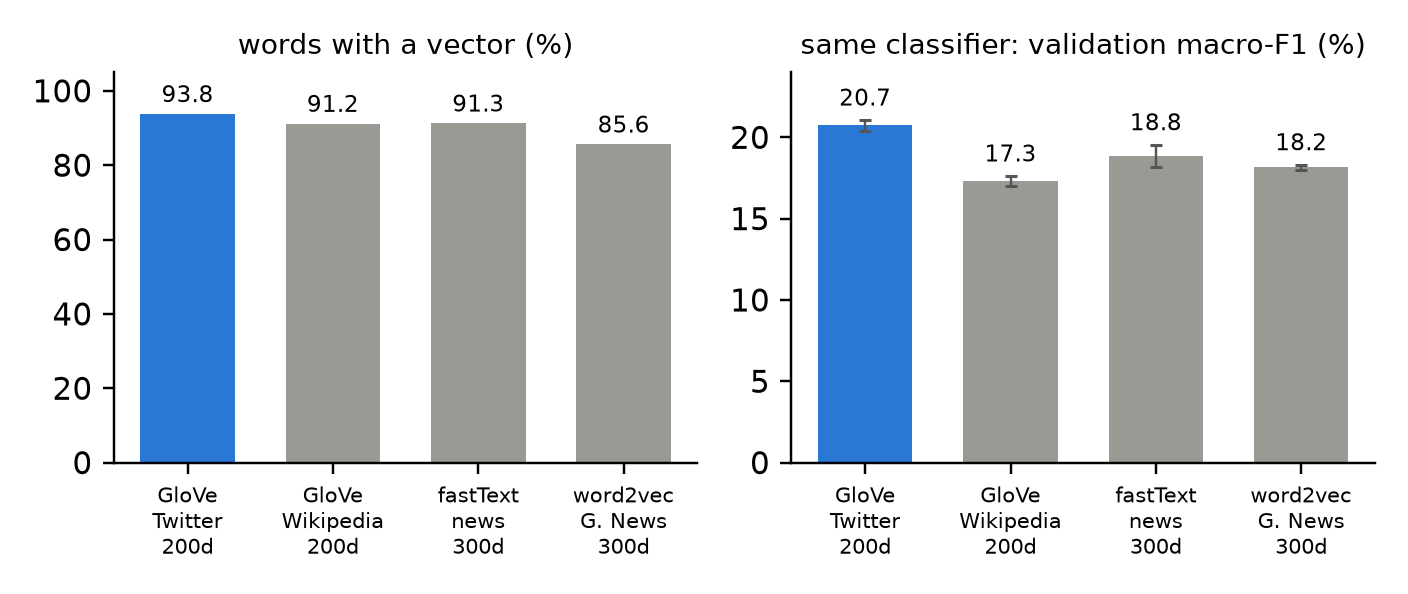 words with a vector (%)
100
80
60
40
20
0
93.8
91.2
91.3
85.6
GloVe
Twitter
200d
GloVe
Wikipedia
200d
fastText
news
300d
word2vec
G. News
300d
same classifier: validation macro-F1 (%)
20
15
10
5
0
20.7
17.3
18.8
18.2
GloVe
Twitter
200d
GloVe
Wikipedia
200d
fastText
news
300d
word2vec
G. News
300d